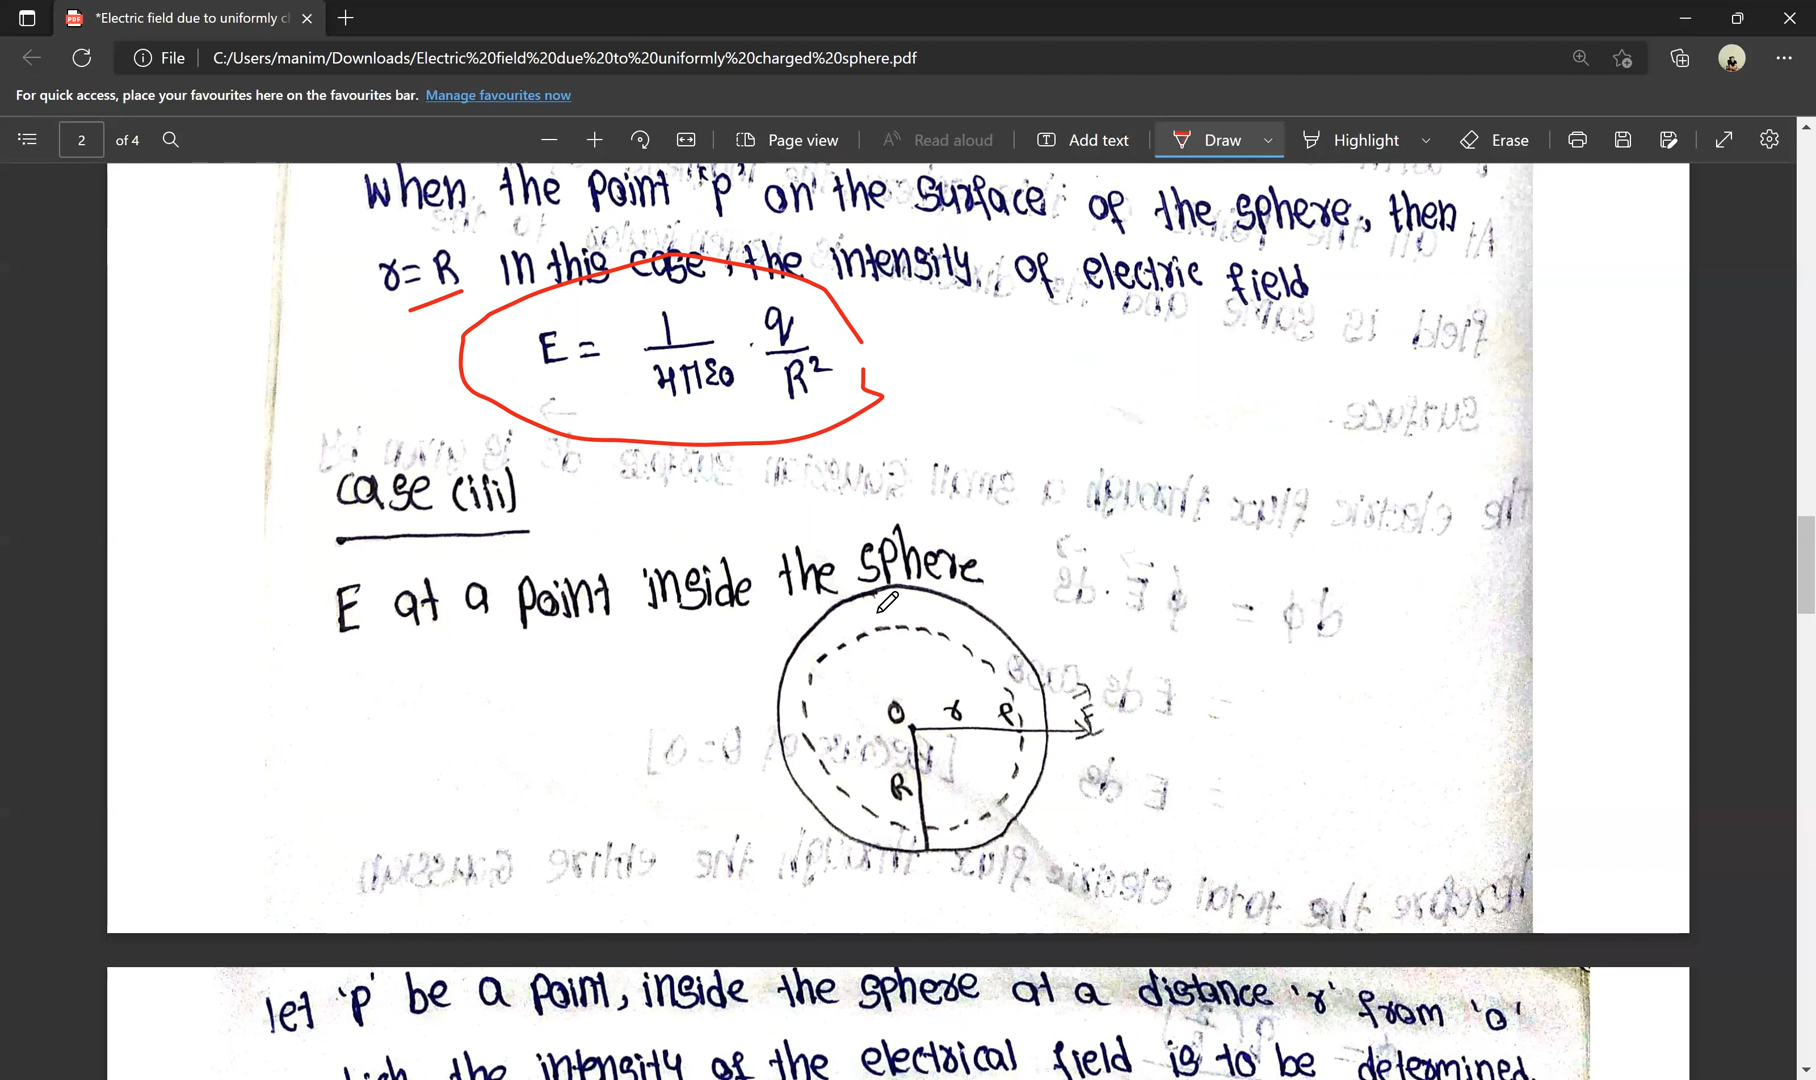 *Electric field due to uniformly cl
File C:/Users/manim/Downloads/Electric%20field%20due%20to%20uniformly%20charged%20sphere.pdf
For quick access, place your favourites here on the favourites bar. Manage favourites now
2 of 4 Page view Read aloud Add text Draw Highlight Erase
When the point "P" on the surface of the sphere, then
r = R In this case, the intensity of electric field
E = 1/4πε0 · q/R²
case (iii)
E at a point inside the sphere
O r P E
R
let 'p' be a point, inside the sphere at a distance 'r' from 'o'
the intensity of the electrical field is to be determined.